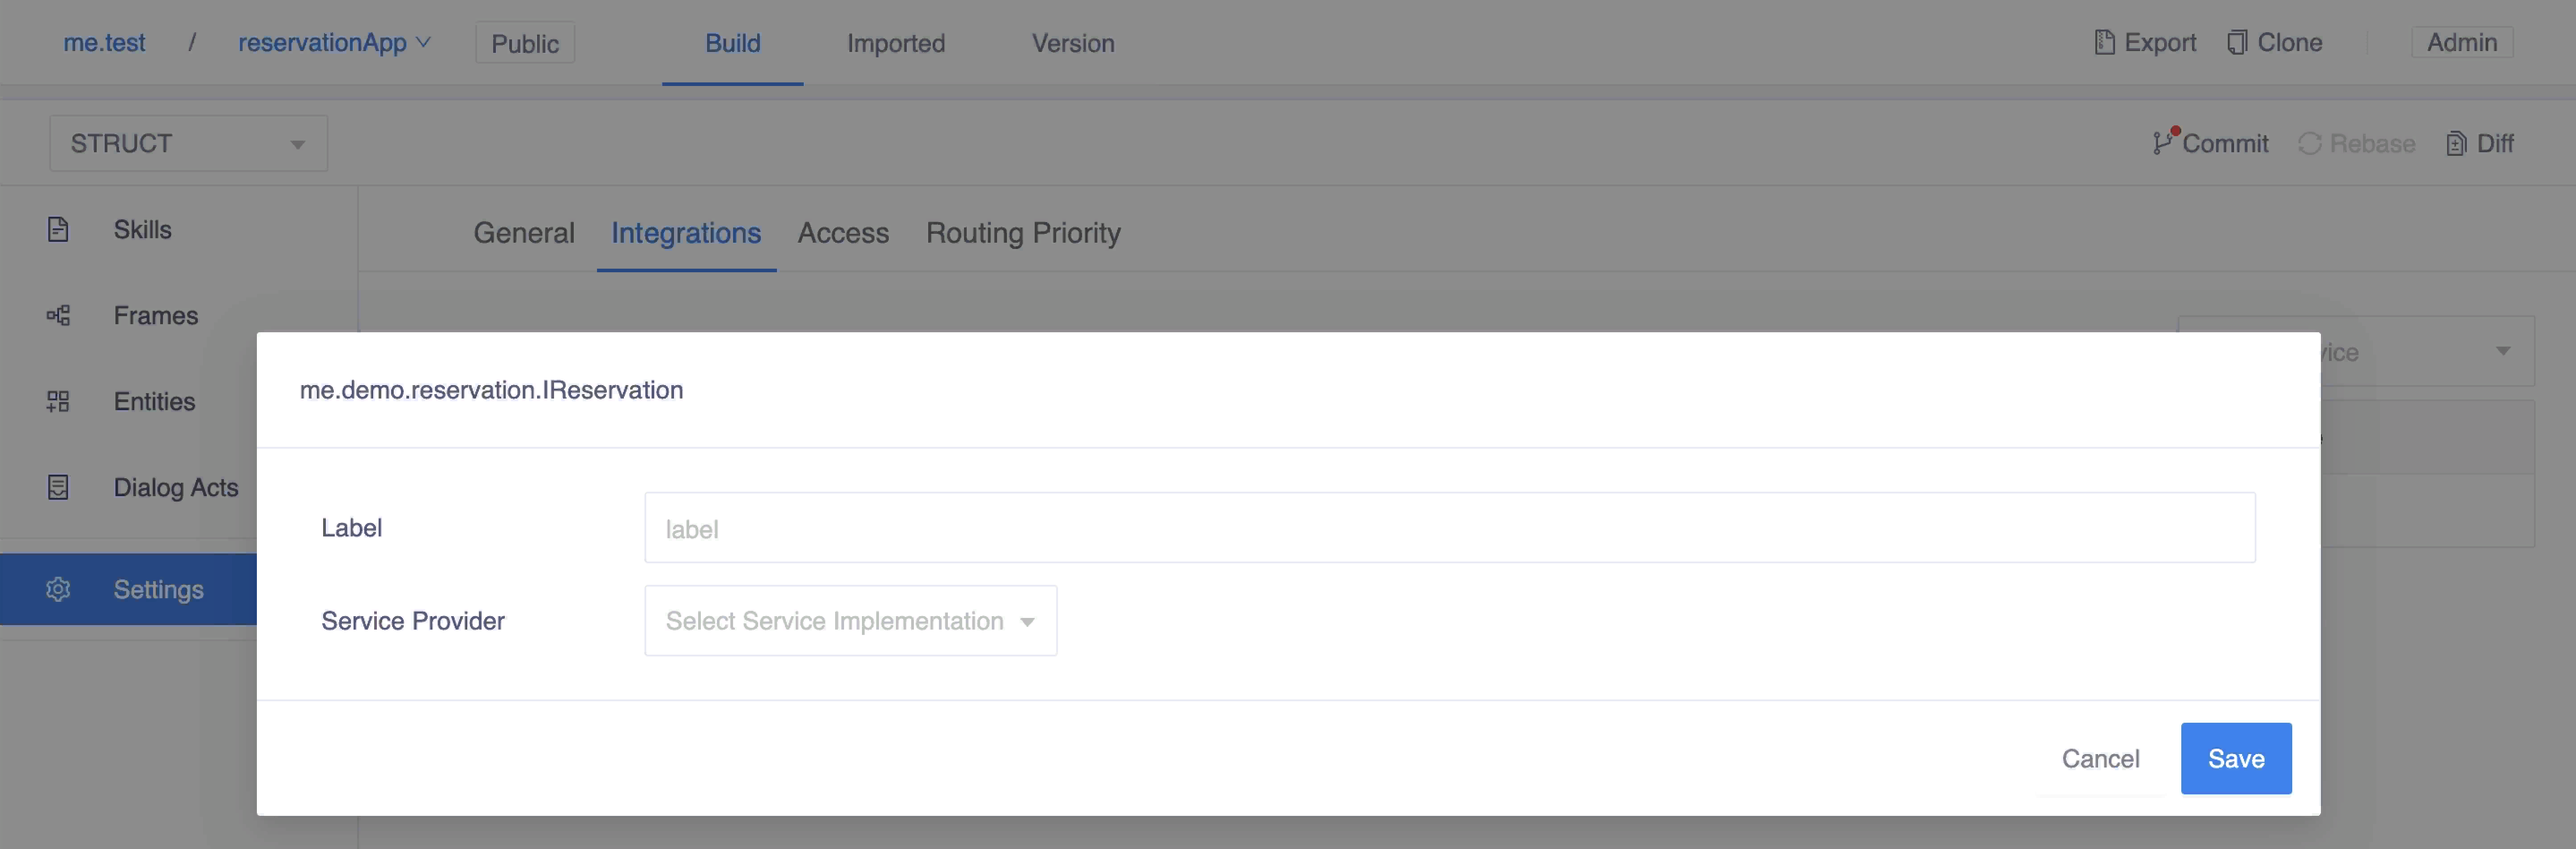 me.test / reservationApp Public Build Imported Version Export Clone Admin
STRUCT Commit Rebase Diff
Skills
Frames
Entities
Dialog Acts
Settings
General Integrations Access Routing Priority
me.demo.reservation.IReservation
Label label
Service Provider Select Service Implementation
Cancel Save